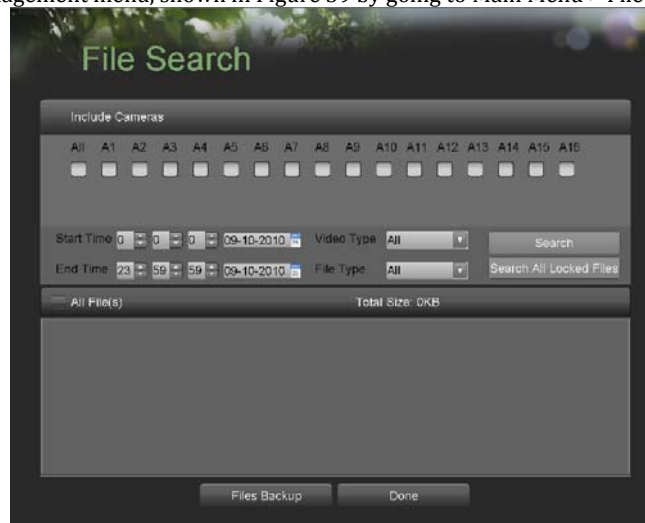 agement menu, shown in Figure 39 by going to Main Menu > File
File Search
Include Cameras
All A1 A2 A3 A4 A5 A6 A7 A8 A9 A10 A11 A12 A13 A14 A15 A16
Start Time 0 0 0 09-10-2010 Video Type All Search
End Time 23 59 59 09-10-2010 File Type All Search All Locked Files
All File(s) Total Size: 0KB
Files Backup Done